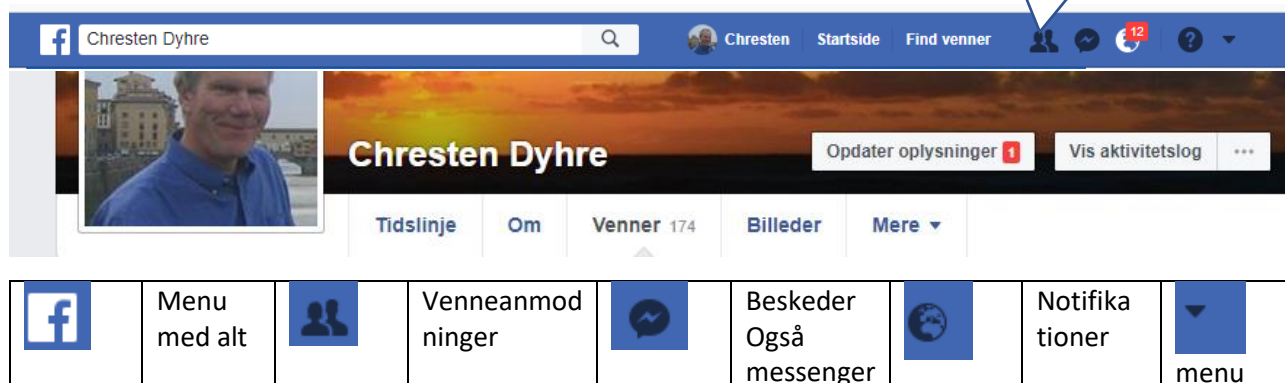 Chresten Dyhre Chresten Startside Find venner 12
Chresten Dyhre Opdater oplysninger 1 Vis aktivitetslog
Tidslinje Om Venner 174 Billeder Mere
Menu
med alt
Venneanmod
ninger
Beskeder
Også
messenger
Notifika
tioner
menu